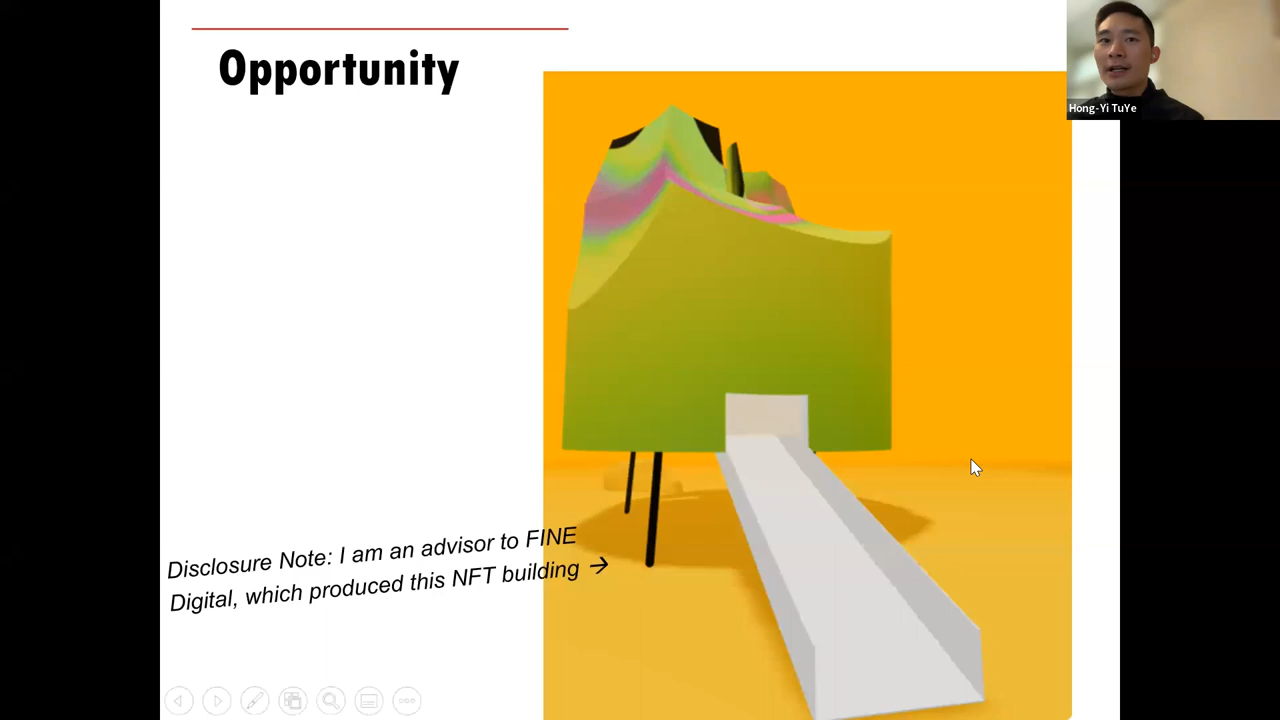 Opportunity
Hong-Yi TuYe
Disclosure Note: I am an advisor to FINE
Digital, which produced this NFT building →